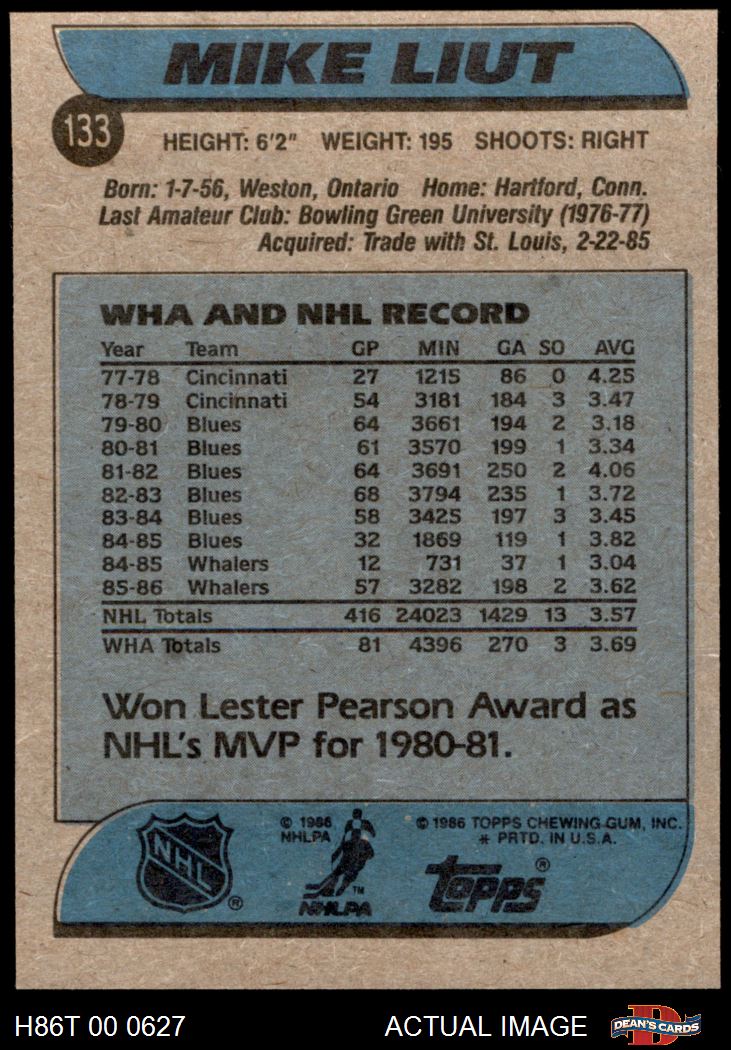 MIKE LIUT
133
HEIGHT: 6'2" WEIGHT: 195 SHOOTS: RIGHT
Born: 1-7-56, Weston, Ontario Home: Hartford, Conn.
Last Amateur Club: Bowling Green University (1976-77)
Acquired: Trade with St. Louis, 2-22-85
WHA AND NHL RECORD
Year Team GP MIN GA SO AVG
77-78 Cincinnati 27 1215 86 0 4.25
78-79 Cincinnati 54 3181 184 3 3.47
79-80 Blues 64 3661 194 2 3.18
80-81 Blues 61 3570 199 1 3.34
81-82 Blues 64 3691 250 2 4.06
82-83 Blues 68 3794 235 1 3.72
83-84 Blues 58 3425 197 3 3.45
84-85 Blues 32 1869 119 1 3.82
84-85 Whalers 12 731 37 1 3.04
85-86 Whalers 57 3282 198 2 3.62
NHL Totals 416 24023 1429 13 3.57
WHA Totals 81 4396 270 3 3.69
Won Lester Pearson Award as
NHL's MVP for 1980-81.
NHL ®
© 1986
NHLPA
TM
NHLPA
© 1986 TOPPS CHEWING GUM, INC.
* PRTD. IN U.S.A.
TOPPS ®
H86T 00 0627 ACTUAL IMAGE
D
DEAN'S CARDS